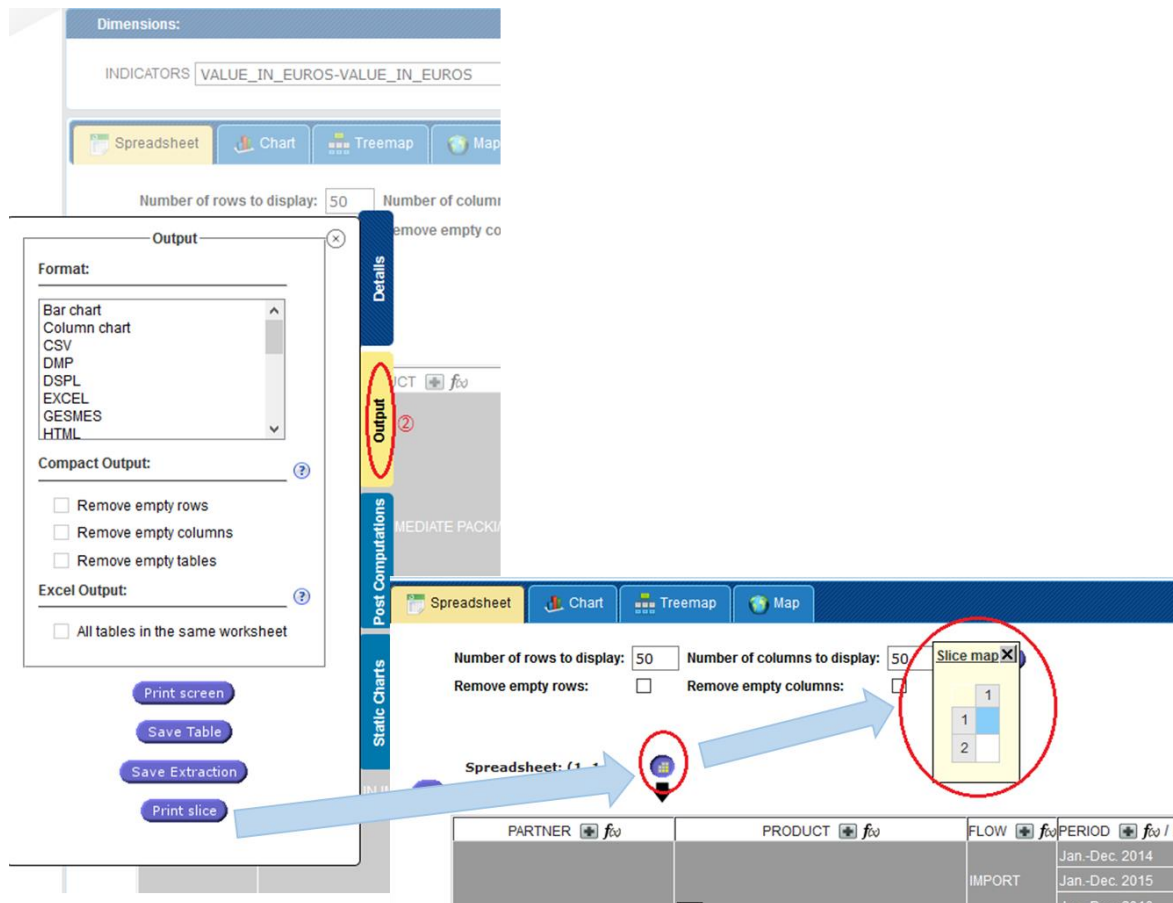 Dimensions:
INDICATORS VALUE_IN_EUROS-VALUE_IN_EUROS
Spreadsheet Chart Treemap Map
Number of rows to display: 50 Number of colum
emove empty co
Output
Format:
Bar chart
Column chart
CSV
DMP
DSPL
EXCEL
GESMES
HTML
Compact Output:
Remove empty rows
Remove empty columns
Remove empty tables
Excel Output:
All tables in the same worksheet
Print screen
Save Table
Save Extraction
Print slice
Details
Output
②
Post Computations
Static Charts
UCT f(x)
MEDIATE PACKI
Spreadsheet Chart Treemap Map
Number of rows to display: 50 Number of columns to display: 50
Remove empty rows: Remove empty columns:
Slice map X
1
1
2
Spreadsheet: (1, 1
PARTNER f(x) PRODUCT f(x) FLOW f(x) PERIOD f(x) /
Jan.-Dec. 2014
IMPORT Jan.-Dec. 2015